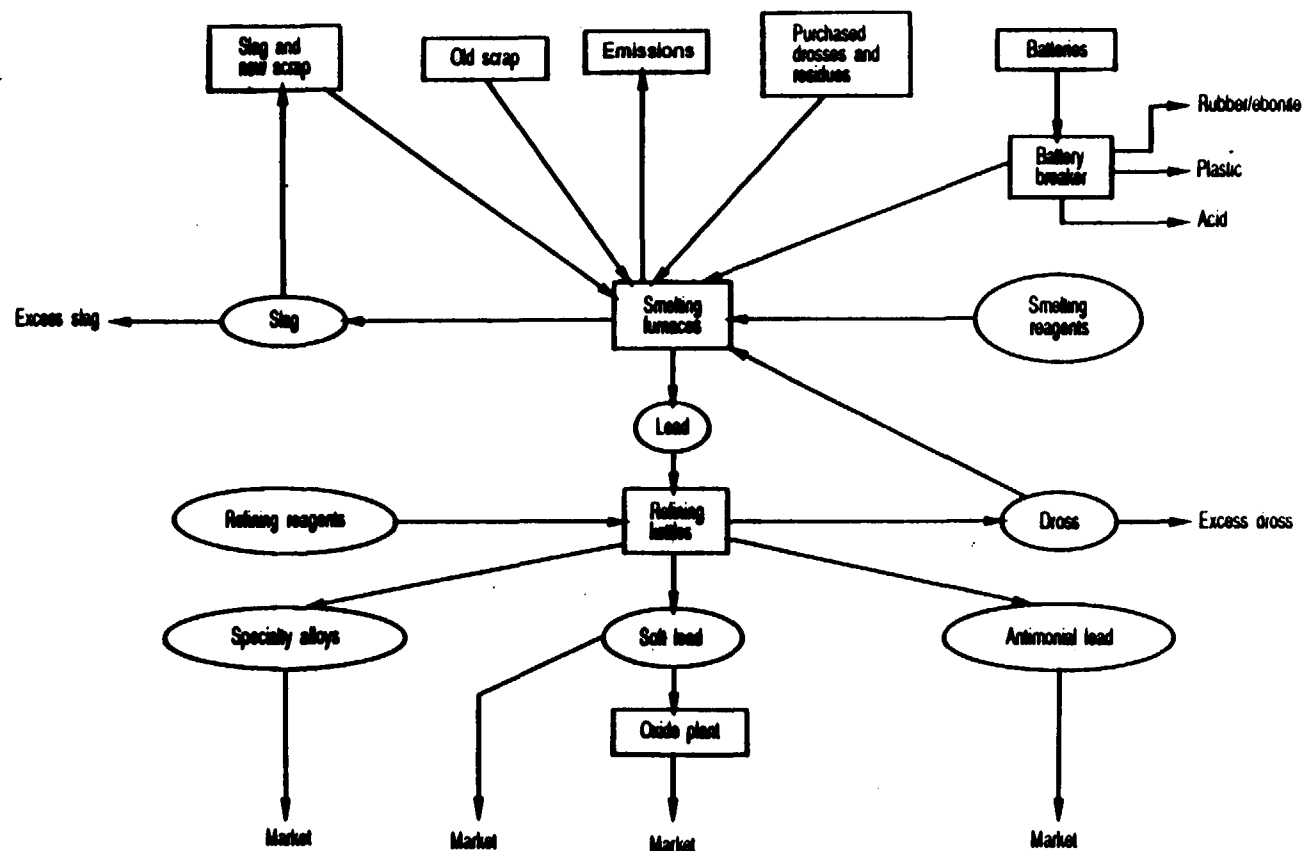 Slag and
new scrap
Old scrap
Emissions
Purchased
drosses and
residues
Batteries
Rubber/ebonite
Battery
breaker
Plastic
Acid
Excess slag
Slag
Smelting
furnaces
Smelting
reagents
Lead
Refining reagents
Refining
kettles
Dross
Excess dross
Specialty alloys
Soft lead
Antimonial lead
Oxide plant
Market
Market
Market
Market